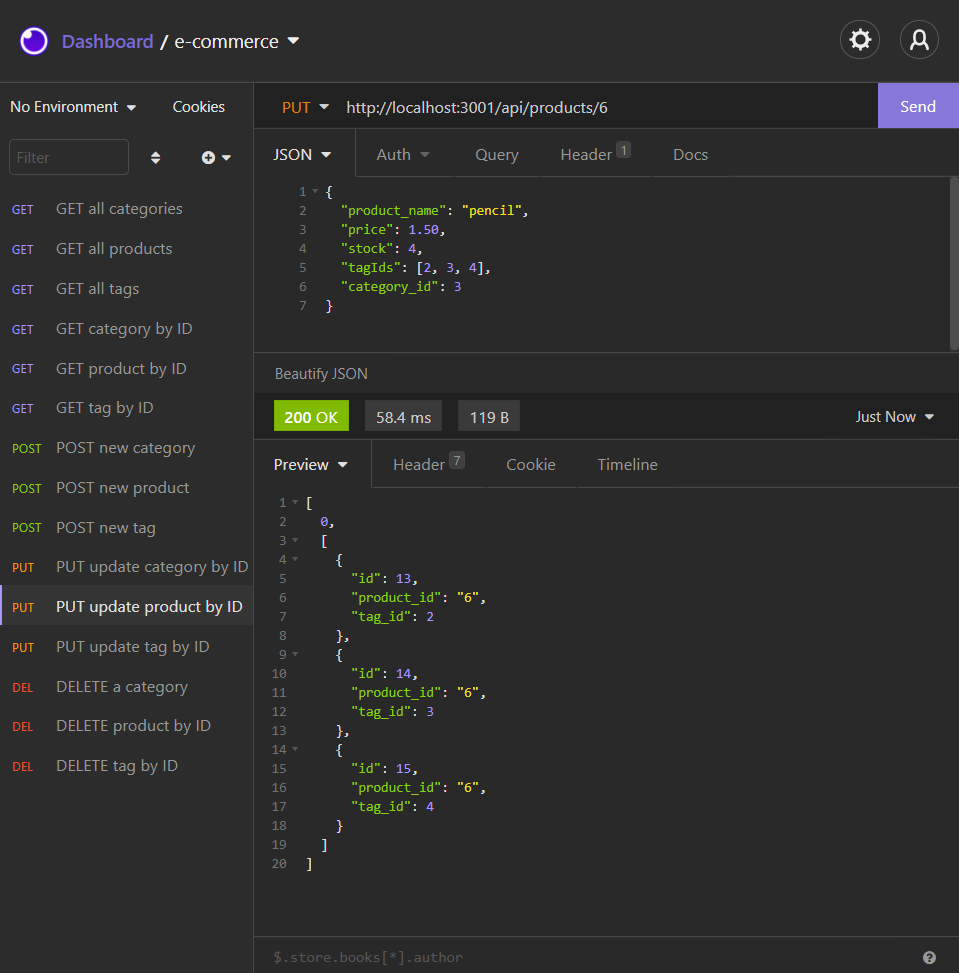 Dashboard / e-commerce
No Environment
Cookies
Filter
GET GET all categories
GET GET all products
GET GET all tags
GET GET category by ID
GET GET product by ID
GET GET tag by ID
POST POST new category
POST POST new product
POST POST new tag
PUT PUT update category by ID
PUT PUT update product by ID
PUT PUT update tag by ID
DEL DELETE a category
DEL DELETE product by ID
DEL DELETE tag by ID
PUT http://localhost:3001/api/products/6 Send
JSON Auth Query Header 1 Docs
1 {
2 "product_name": "pencil",
3 "price": 1.50,
4 "stock": 4,
5 "tagIds": [2, 3, 4],
6 "category_id": 3
7 }
Beautify JSON
200 OK 58.4 ms 119 B Just Now
Preview Header 7 Cookie Timeline
1 [
2 0,
3 [
4 {
5 "id": 13,
6 "product_id": "6",
7 "tag_id": 2
8 },
9 {
10 "id": 14,
11 "product_id": "6",
12 "tag_id": 3
13 },
14 {
15 "id": 15,
16 "product_id": "6",
17 "tag_id": 4
18 }
19 ]
20 ]
$.store.books[*].author ?